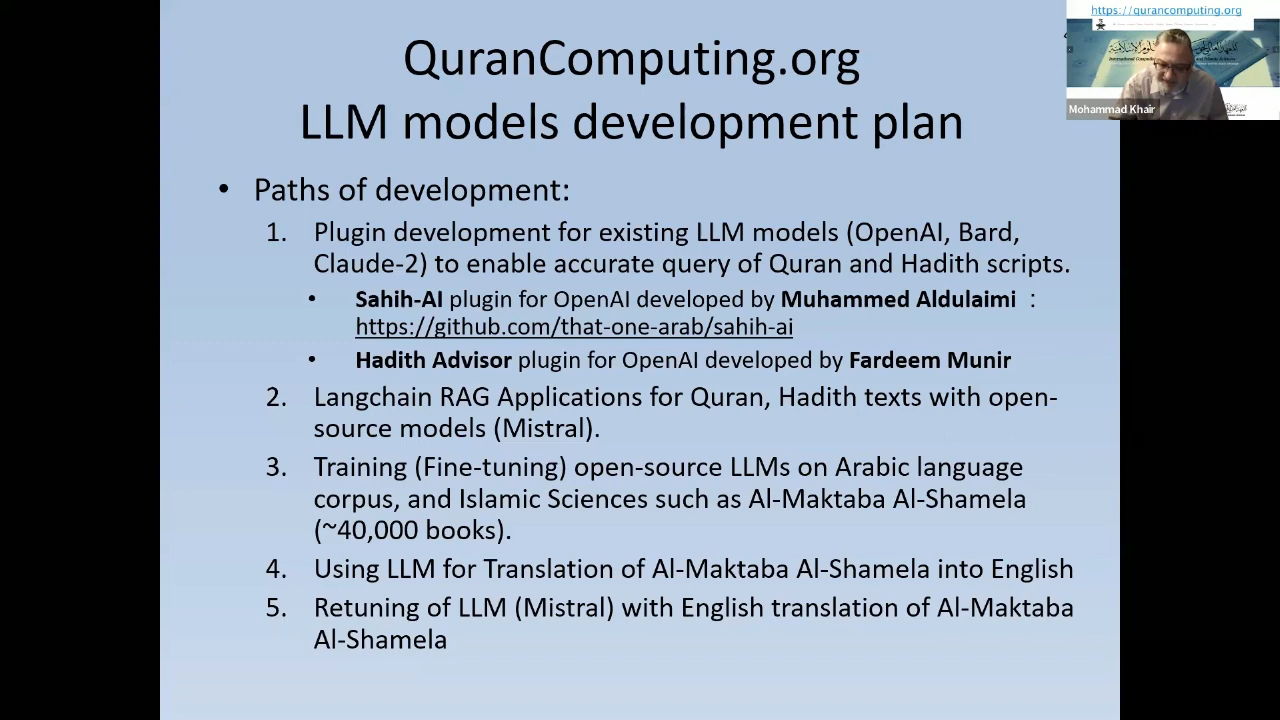 https://qurancomputing.org
Mohammad Khair
QuranComputing.org
LLM models development plan
• Paths of development:
1. Plugin development for existing LLM models (OpenAI, Bard,
Claude-2) to enable accurate query of Quran and Hadith scripts.
• Sahih-AI plugin for OpenAI developed by Muhammed Aldulaimi :
https://github.com/that-one-arab/sahih-ai
• Hadith Advisor plugin for OpenAI developed by Fardeem Munir
2. Langchain RAG Applications for Quran, Hadith texts with open-
source models (Mistral).
3. Training (Fine-tuning) open-source LLMs on Arabic language
corpus, and Islamic Sciences such as Al-Maktaba Al-Shamela
(~40,000 books).
4. Using LLM for Translation of Al-Maktaba Al-Shamela into English
5. Retuning of LLM (Mistral) with English translation of Al-Maktaba
Al-Shamela